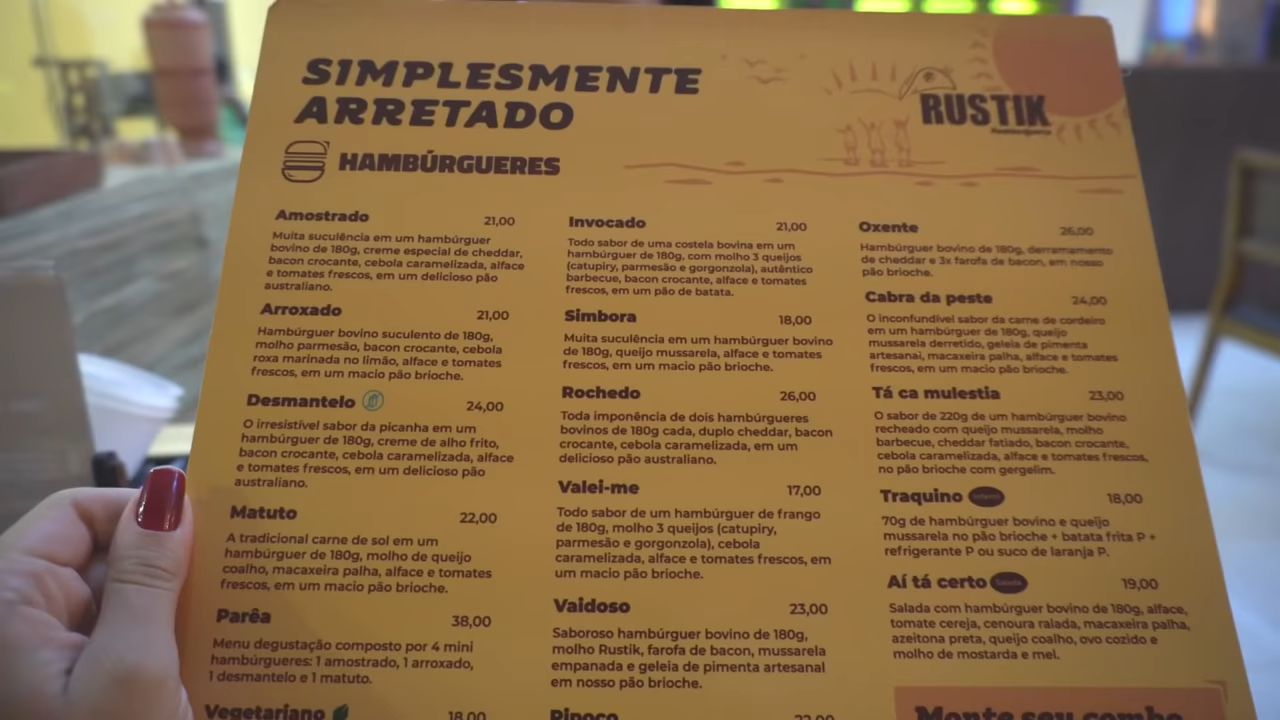 SIMPLESMENTE
ARRETADO
RUSTIK
HAMBÚRGUERES
Amostrado 21,00
Muita suculência em um hambúrguer
bovino de 180g, creme especial de cheddar,
bacon crocante, cebola caramelizada, alface
e tomates frescos, em um delicioso pão
australiano.
Arroxado 21,00
Hambúrguer bovino suculento de 180g,
molho parmesão, bacon crocante, cebola
roxa marinada no limão, alface e tomates
frescos, em um macio pão brioche.
Desmantelo 24,00
O irresistível sabor da picanha em um
hambúrguer de 180g, creme de alho frito,
bacon crocante, cebola caramelizada, alface
e tomates frescos, em um delicioso pão
australiano.
Matuto 22,00
A tradicional carne de sol em um
hambúrguer de 180g, molho de queijo
coalho, macaxeira palha, alface e tomates
frescos, em um macio pão brioche.
Parêa 38,00
Menu degustação composto por 4 mini
hambúrgueres: 1 amostrado, 1 arroxado,
1 desmantelo e 1 matuto.
Vegetariano 18,00
Invocado 21,00
Todo sabor de uma costela bovina em um
hambúrguer de 180g, com molho 3 queijos
(catupiry, parmesão e gorgonzola), autêntico
barbecue, bacon crocante, alface e tomates
frescos, em um pão de batata.
Simbora 18,00
Muita suculência em um hambúrguer bovino
de 180g, queijo mussarela, alface e tomates
frescos, em um macio pão brioche.
Rochedo 26,00
Toda imponência de dois hambúrgueres
bovinos de 180g cada, duplo cheddar, bacon
crocante, cebola caramelizada, em um
delicioso pão australiano.
Valei-me 17,00
Todo sabor de um hambúrguer de frango
de 180g, molho 3 queijos (catupiry,
parmesão e gorgonzola), cebola
caramelizada, alface e tomates frescos, em
um macio pão brioche.
Vaidoso 23,00
Saboroso hambúrguer bovino de 180g,
molho Rustik, farofa de bacon, mussarela
empanada e geleia de pimenta artesanal
em nosso pão brioche.
Pipoco
Oxente 26,00
Hambúrguer bovino de 180g, derramamento
de cheddar e 3x farofa de bacon, em nosso
pão brioche.
Cabra da peste 24,00
O inconfundível sabor da carne de cordeiro
em um hambúrguer de 180g, queijo
mussarela derretido, geleia de pimenta
artesanal, macaxeira palha, alface e tomates
frescos, em um macio pão brioche.
Tá ca mulestia 23,00
O sabor de 220g de um hambúrguer bovino
recheado com queijo mussarela, molho
barbecue, cheddar fatiado, bacon crocante,
cebola caramelizada, alface e tomates frescos,
no pão brioche com gergelim.
Traquino Infantil 18,00
70g de hambúrguer bovino e queijo
mussarela no pão brioche + batata frita P +
refrigerante P ou suco de laranja P.
Aí tá certo Salada 19,00
Salada com hambúrguer bovino de 180g, alface,
tomate cereja, cenoura ralada, macaxeira palha,
azeitona preta, queijo coalho, ovo cozido e
molho de mostarda e mel.
Monte seu combo